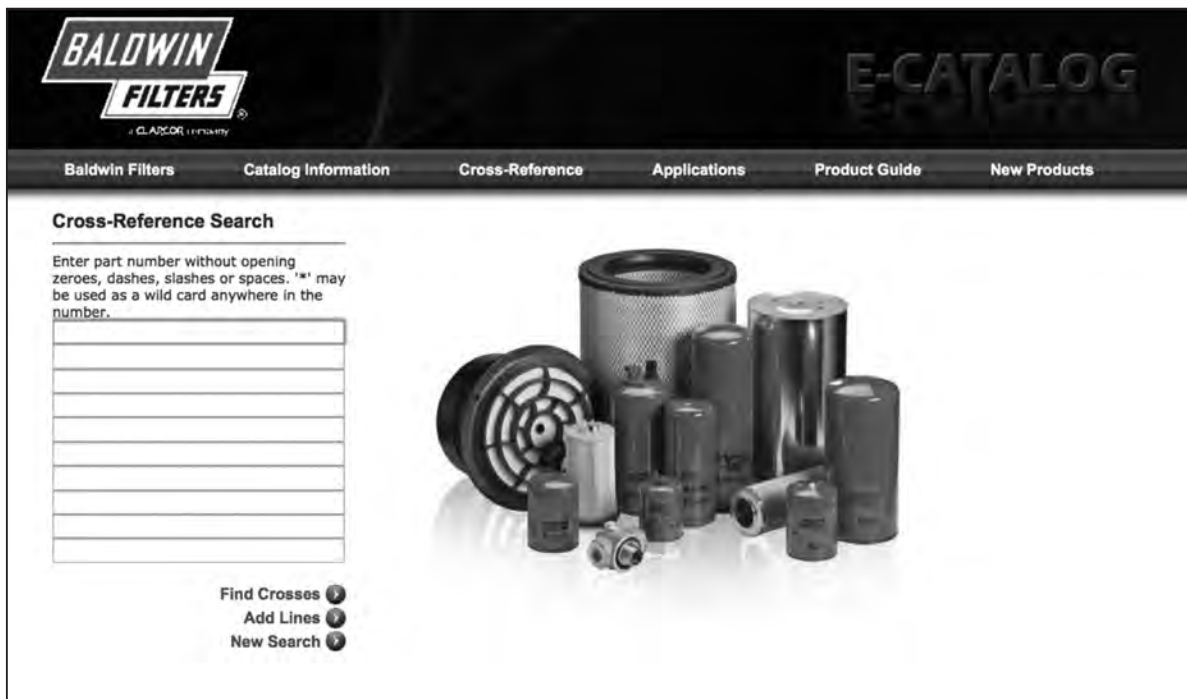 BALDWIN
FILTERS
®
a CLARCOR company
E-CATALOG
Baldwin Filters Catalog Information Cross-Reference Applications Product Guide New Products
Cross-Reference Search
Enter part number without opening
zeroes, dashes, slashes or spaces. '*' may
be used as a wild card anywhere in the
number.
Find Crosses
Add Lines
New Search